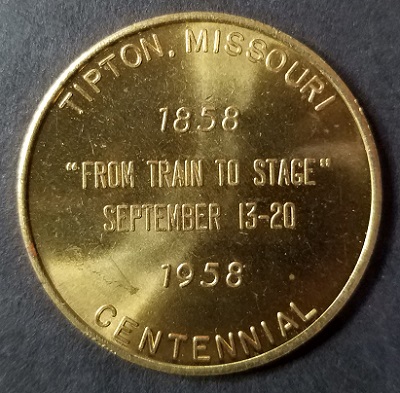 TIPTON, MISSOURI
1858
"FROM TRAIN TO STAGE"
SEPTEMBER 13-20
1958
CENTENNIAL